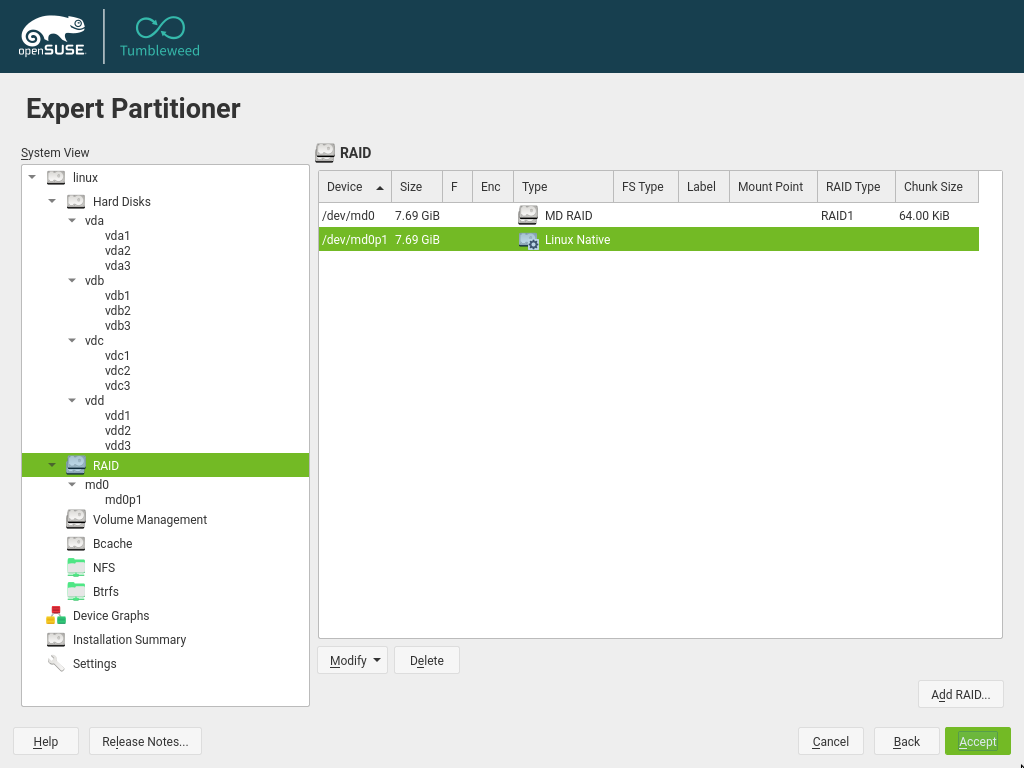 openSUSE
Tumbleweed
Expert Partitioner
System View
linux
Hard Disks
vda
vda1
vda2
vda3
vdb
vdb1
vdb2
vdb3
vdc
vdc1
vdc2
vdc3
vdd
vdd1
vdd2
vdd3
RAID
md0
md0p1
Volume Management
Bcache
NFS
Btrfs
Device Graphs
Installation Summary
Settings
RAID
Device Size F Enc Type FS Type Label Mount Point RAID Type Chunk Size
/dev/md0 7.69 GiB MD RAID RAID1 64.00 KiB
/dev/md0p1 7.69 GiB Linux Native
Modify Delete
Add RAID...
Help Release Notes... Cancel Back Accept